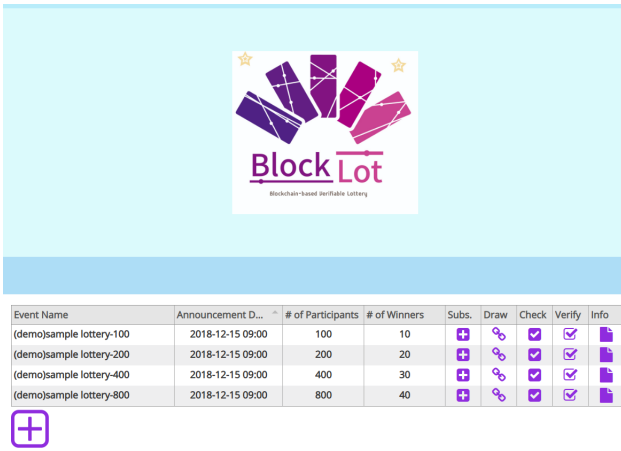 Block Lot
Blockchain-based Verifiable Lottery
Event Name Announcement D... # of Participants # of Winners Subs. Draw Check Verify Info
(demo)sample lottery-100 2018-12-15 09:00 100 10
(demo)sample lottery-200 2018-12-15 09:00 200 20
(demo)sample lottery-400 2018-12-15 09:00 400 30
(demo)sample lottery-800 2018-12-15 09:00 800 40